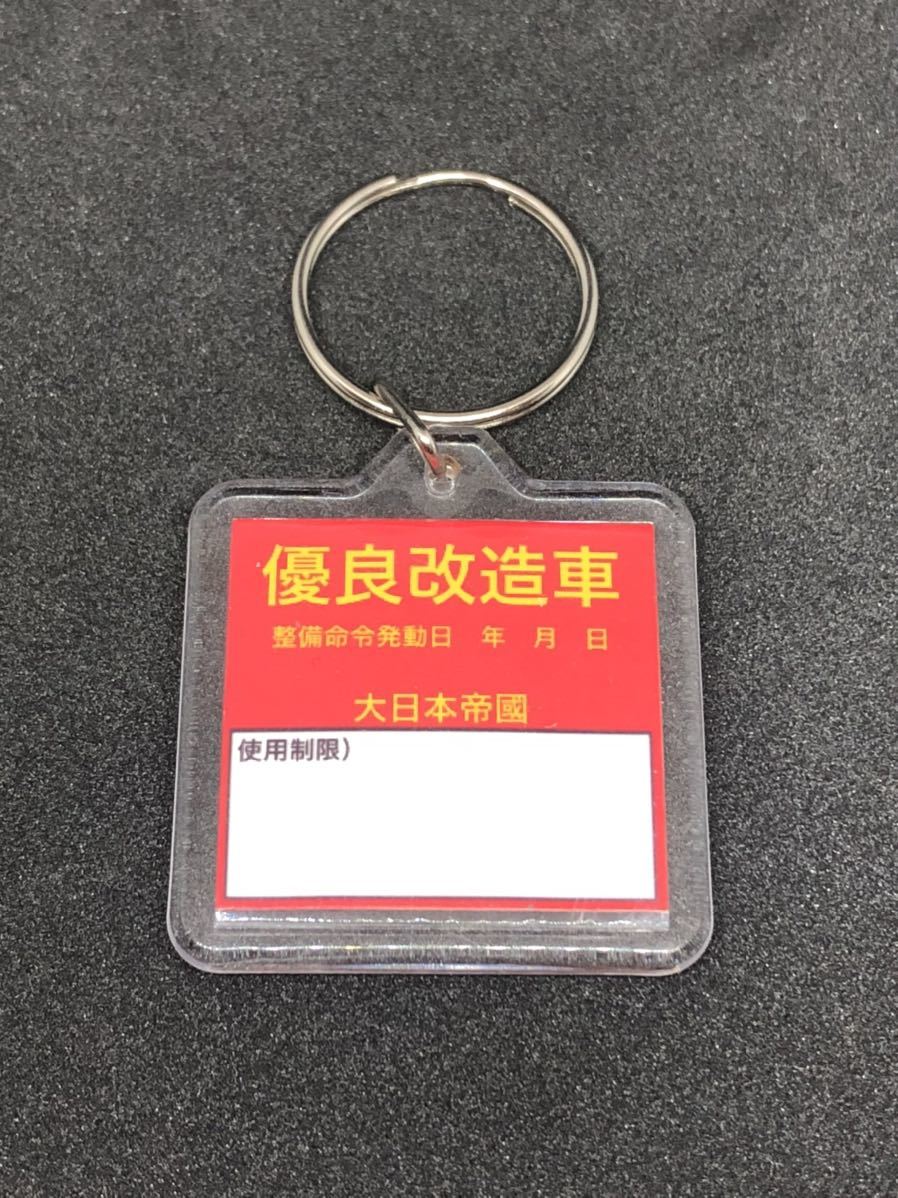 優良改造車
整備命令発動日 年 月 日
大日本帝國
使用制限）